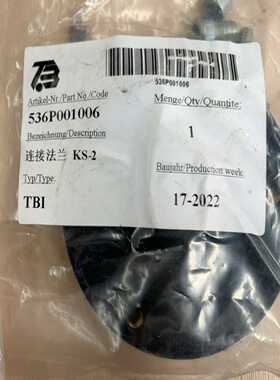 TB
536P001006
Artikel-Nr./Part No./Code
536P001006
Menge/Qty/Quantite:
1
Bezeichnung/Description
连接法兰 KS-2
Baujahr/Production week:
17-2022
Typ/Type:
TBI